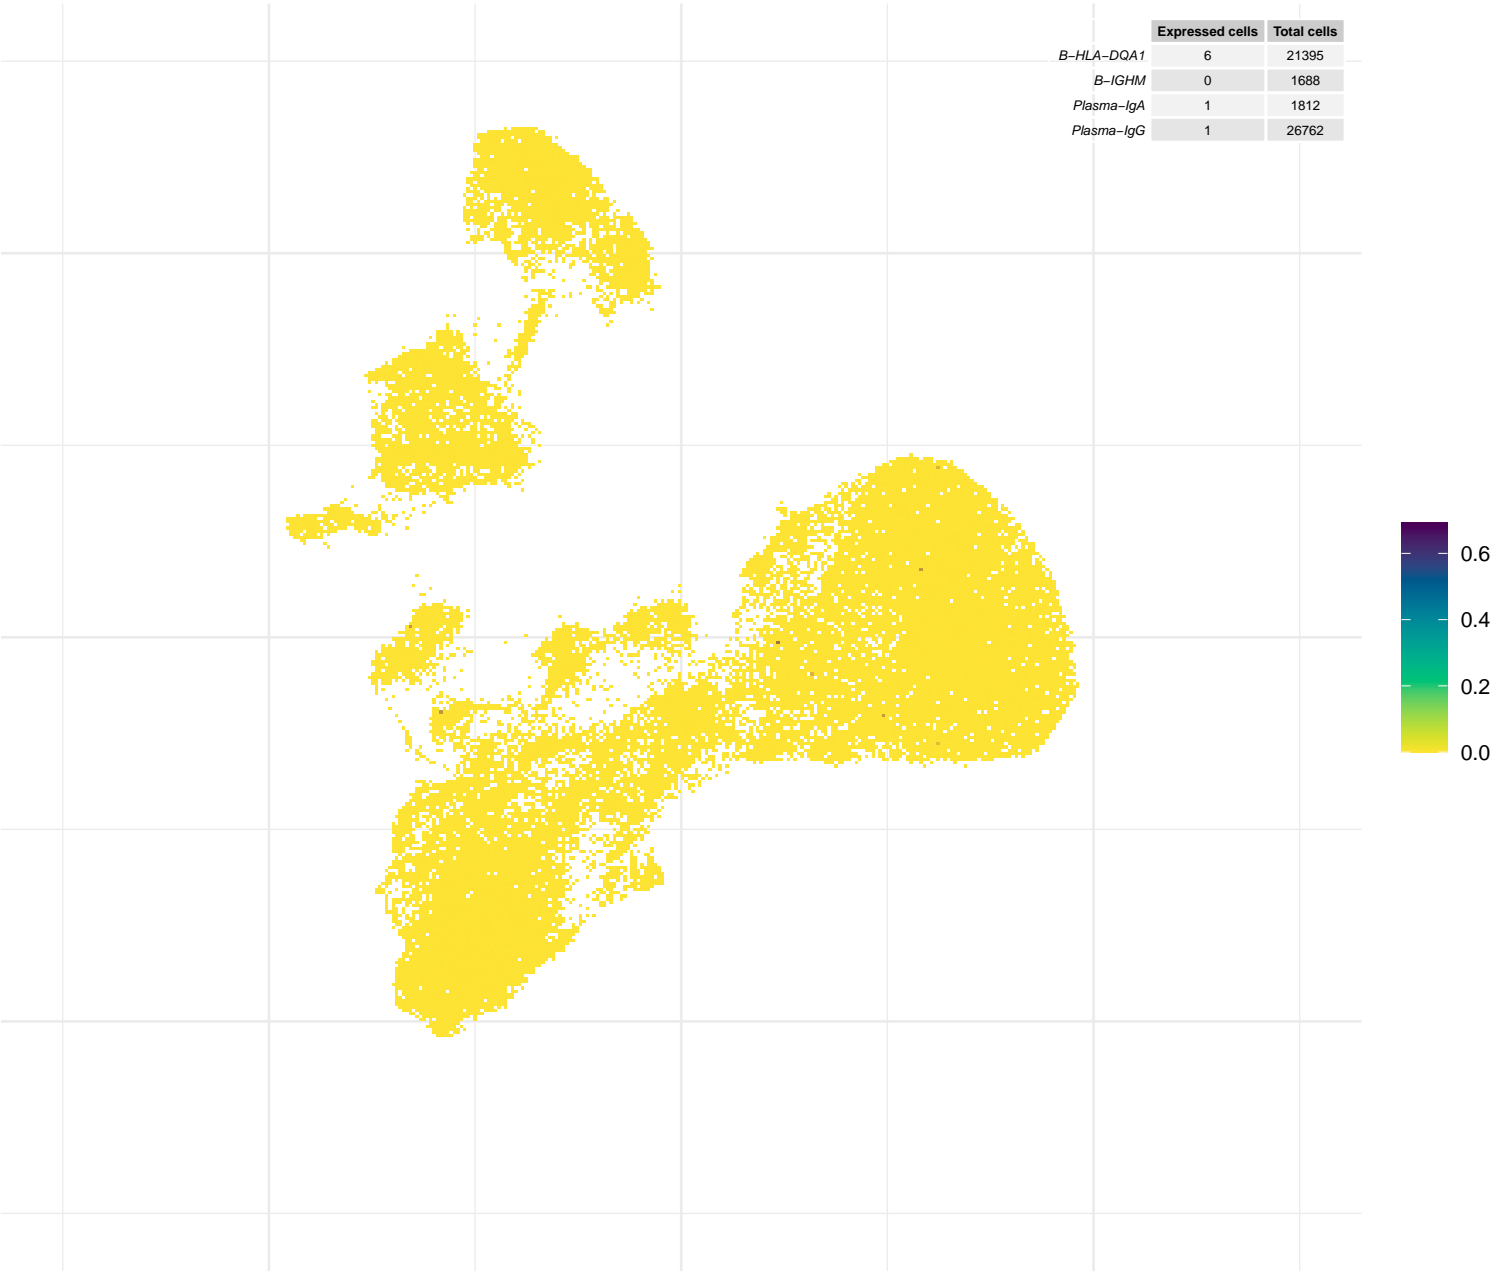 Expressed cells Total cells
B−HLA−DQA1 6 21395
B−IGHM 0 1688
Plasma−IgA 1 1812
Plasma−IgG 1 26762
0.6
0.4
0.2
0.0